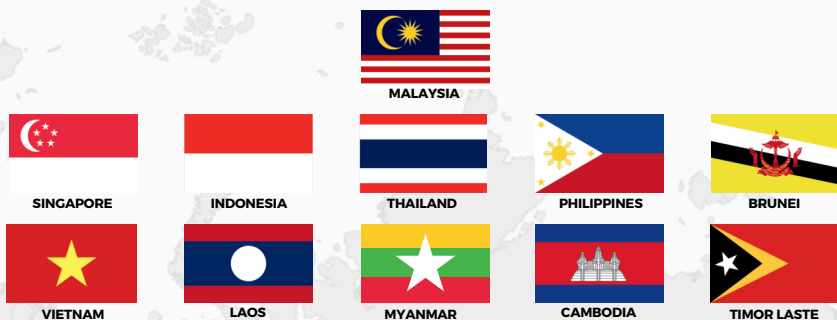 MALAYSIA
SINGAPORE
INDONESIA
THAILAND
PHILIPPINES
BRUNEI
VIETNAM
LAOS
MYANMAR
CAMBODIA
TIMOR LASTE